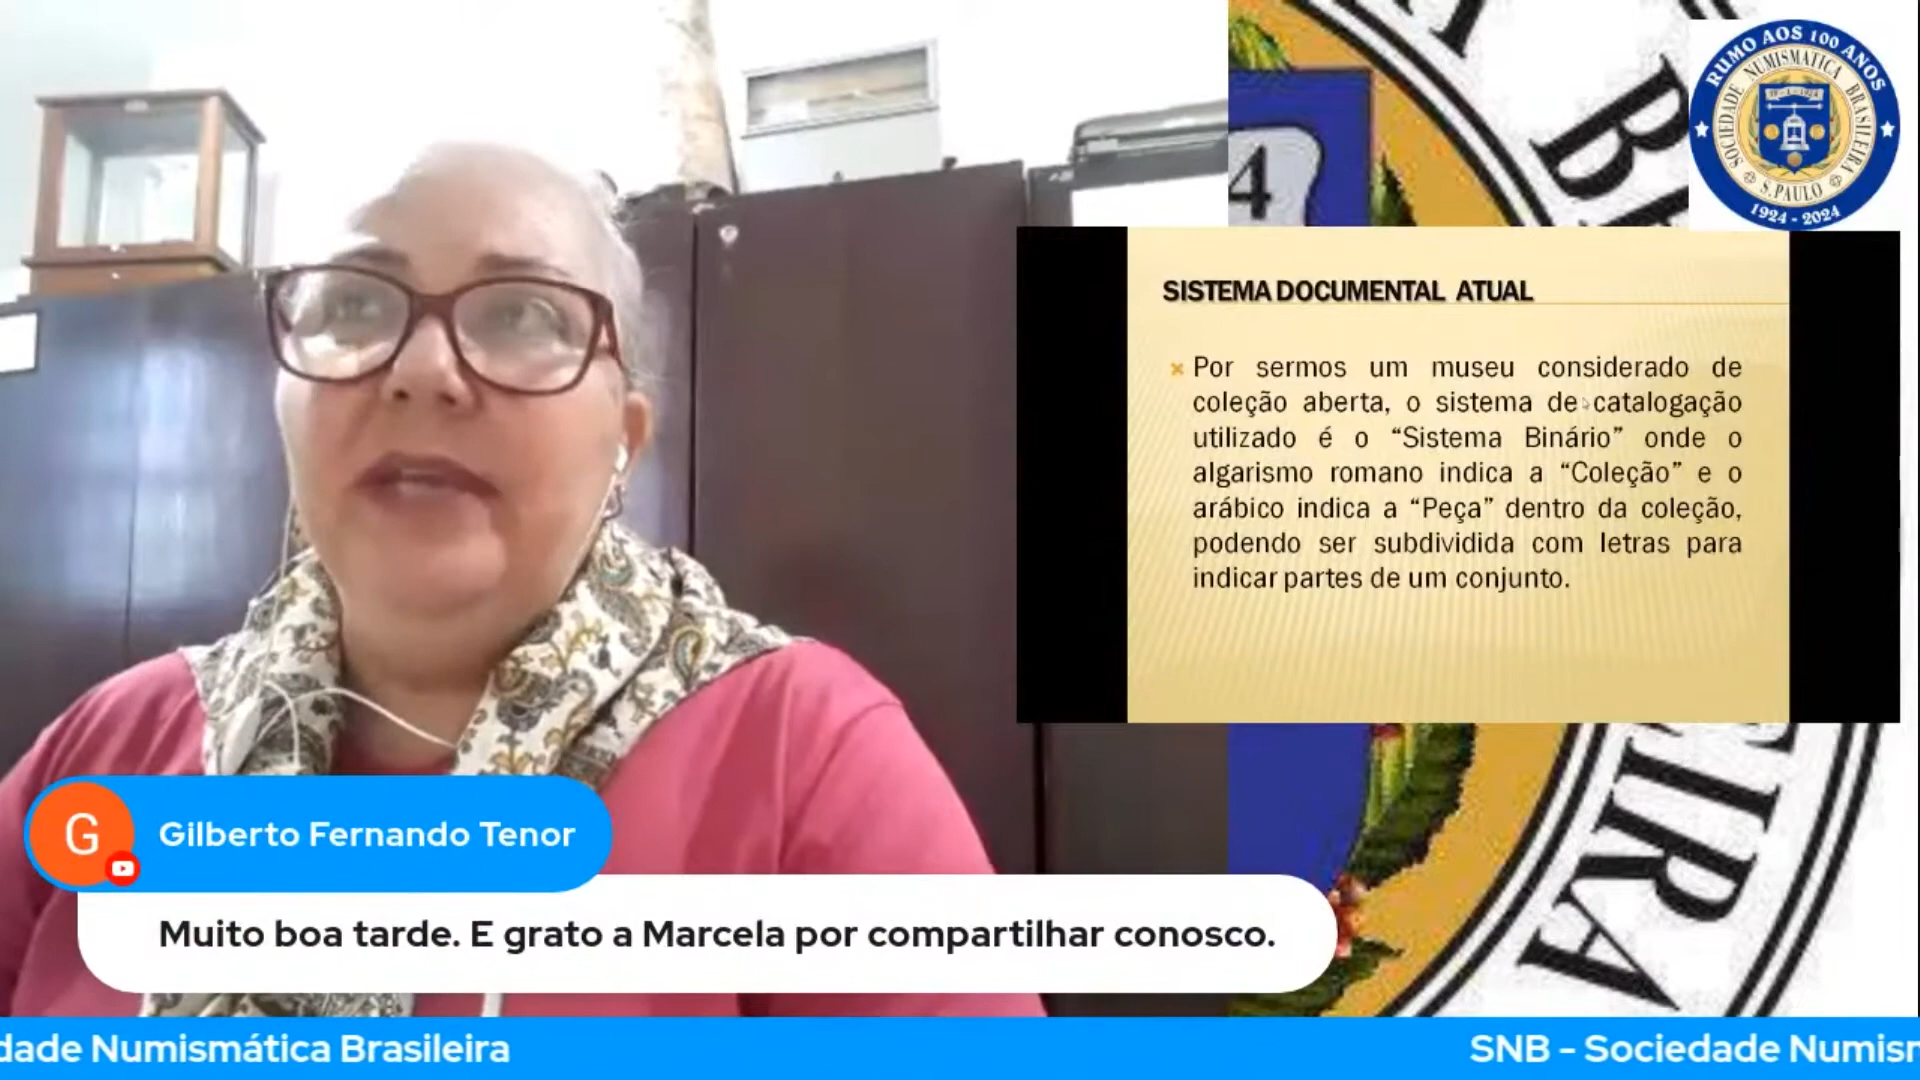 RUMO AOS 100 ANOS
SOCIEDADE NUMISMÁTICA BRASILEIRA
S. PAULO
1924 - 2024
4
SISTEMA DOCUMENTAL ATUAL
Por sermos um museu considerado de
coleção aberta, o sistema de catalogação
utilizado é o “Sistema Binário” onde o
algarismo romano indica a “Coleção” e o
arábico indica a “Peça” dentro da coleção,
podendo ser subdividida com letras para
indicar partes de um conjunto.
G
Gilberto Fernando Tenor
Muito boa tarde. E grato a Marcela por compartilhar conosco.
dade Numismática Brasileira
SNB - Sociedade Numism